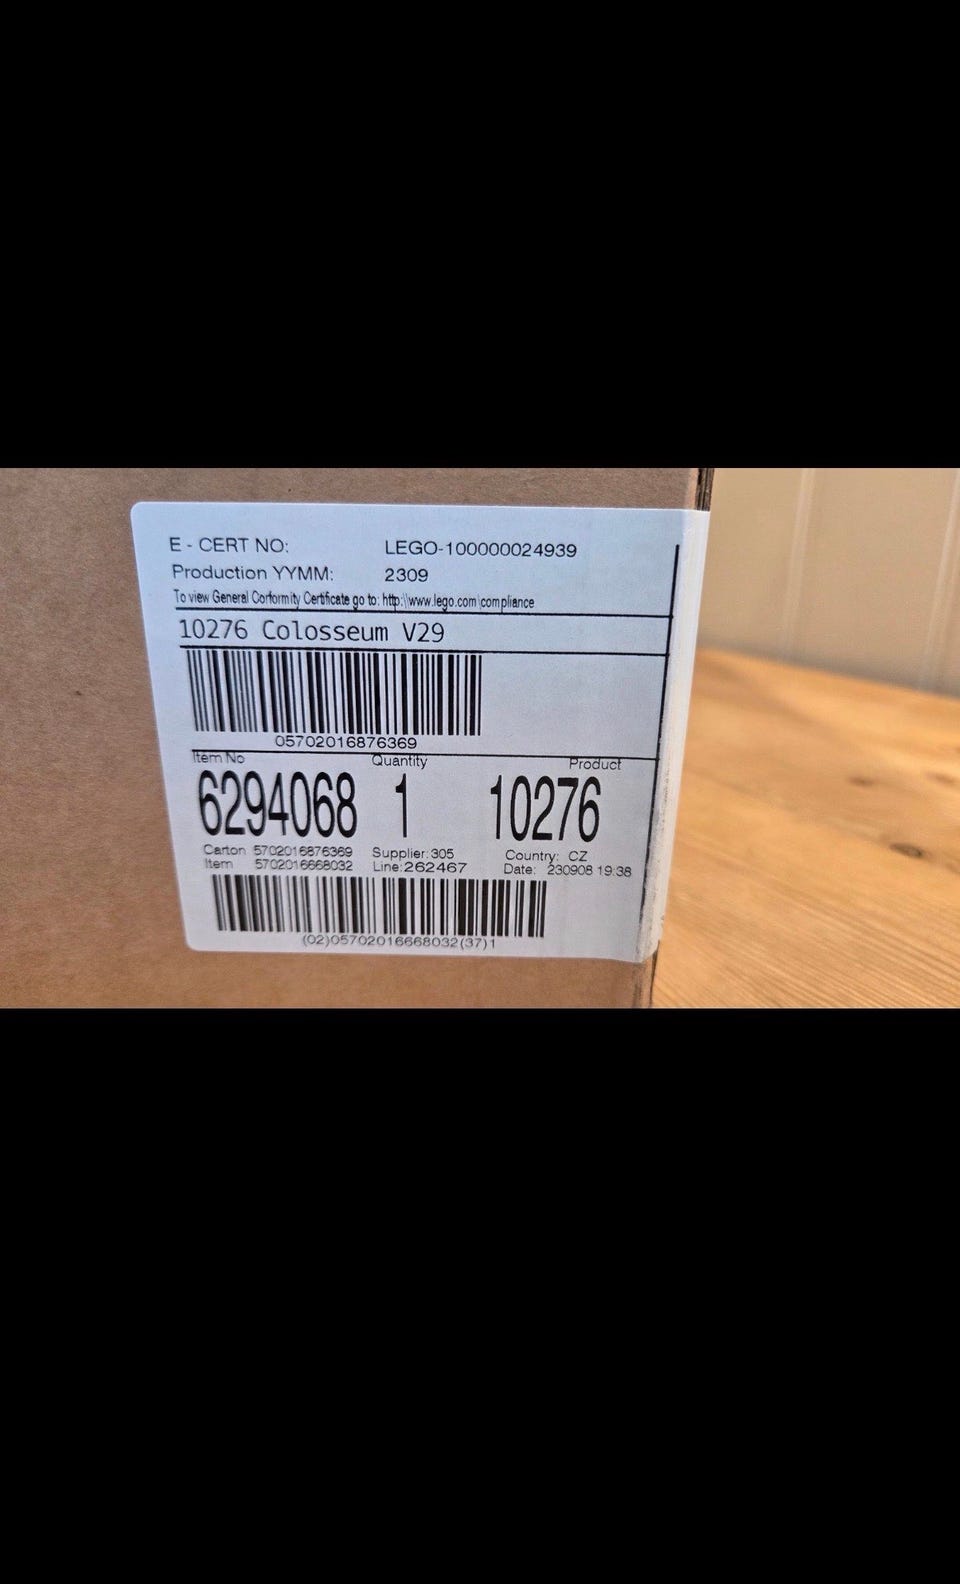 E - CERT NO: LEGO-100000024939
Production YYMM: 2309
To view General Corformity Certificate go to: http:\\www.lego.com\compliance
10276 Colosseum V29
05702016876369
Item No Quantity Product
6294068 1 10276
Carton 5702016876369 Supplier:305 Country: CZ
Item 5702016668032 Line:262467 Date: 230908 19:38
(02)05702016668032(37)1